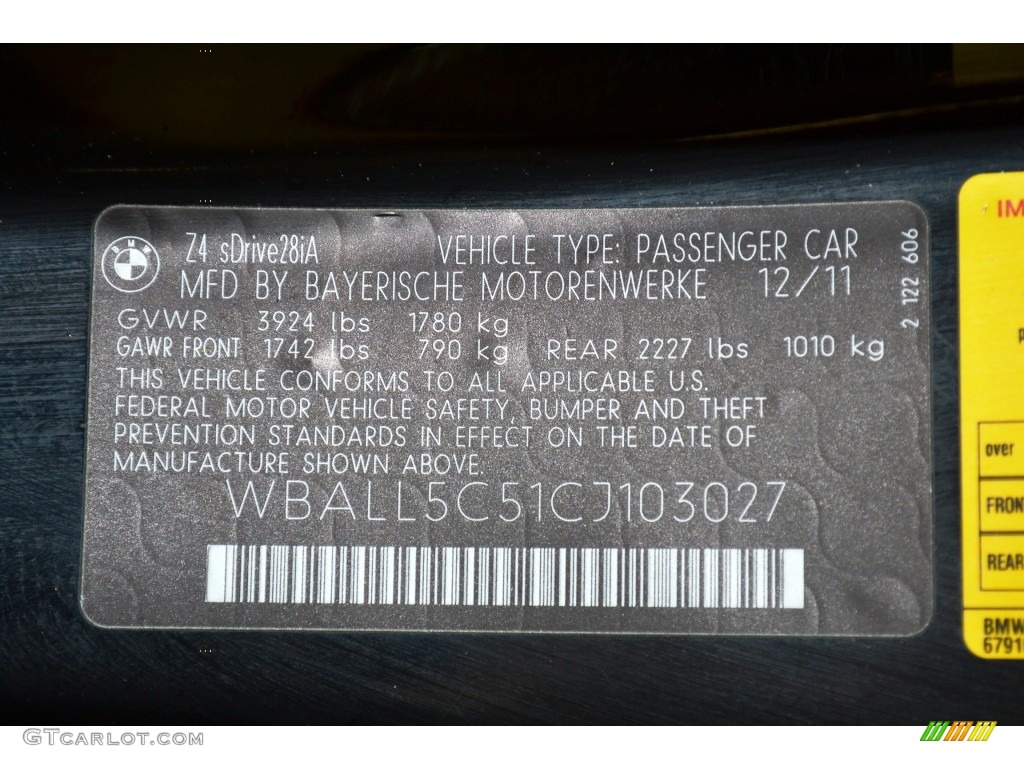 BMW
Z4 sDrive28iA VEHICLE TYPE: PASSENGER CAR
MFD BY BAYERISCHE MOTORENWERKE 12/11
GVWR 3924 lbs 1780 kg
GAWR FRONT 1742 lbs 790 kg REAR 2227 lbs 1010 kg
THIS VEHICLE CONFORMS TO ALL APPLICABLE U.S.
FEDERAL MOTOR VEHICLE SAFETY, BUMPER AND THEFT
PREVENTION STANDARDS IN EFFECT ON THE DATE OF
MANUFACTURE SHOWN ABOVE.
WBALL5C51CJ103027
2 122 606
over
REAR
BMW
GTCarlot.com